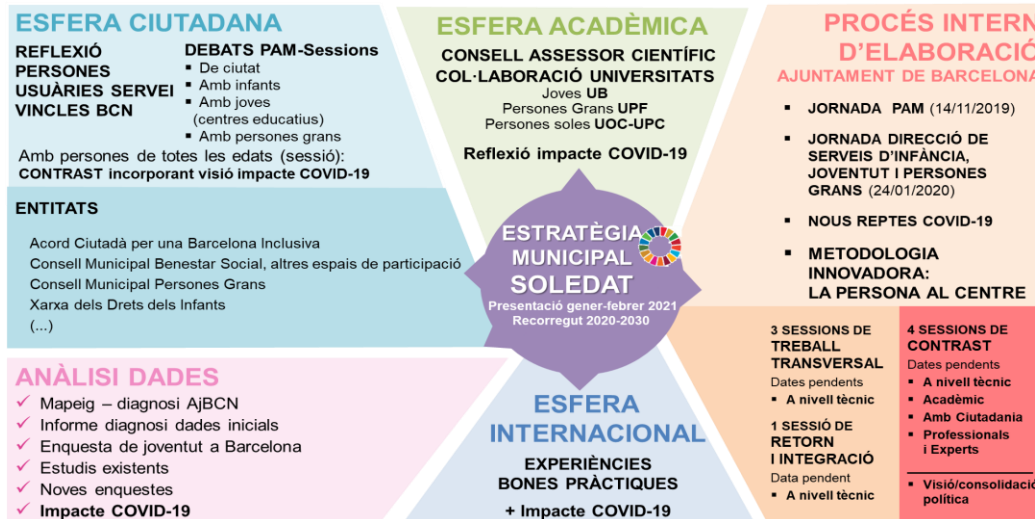 ESFERA CIUTADANA
REFLEXIÓ
PERSONES
USUÀRIES SERVEI
VINCLES BCN
DEBATS PAM-Sessions
▪ De ciutat
▪ Amb infants
▪ Amb joves
(centres educatius)
▪ Amb persones grans
Amb persones de totes les edats (sessió):
CONTRAST incorporant visió impacte COVID-19
ENTITATS
Acord Ciutadà per una Barcelona Inclusiva
Consell Municipal Benestar Social, altres espais de participació
Consell Municipal Persones Grans
Xarxa dels Drets dels Infants
(...)
ESFERA ACADÈMICA
CONSELL ASSESSOR CIENTÍFIC
COL·LABORACIÓ UNIVERSITATS
Joves UB
Persones Grans UPF
Persones soles UOC-UPC
Reflexió impacte COVID-19
ESTRATÈGIA
MUNICIPAL
SOLEDAT
Presentació gener-febrer 2021
Recorregut 2020-2030
PROCÉS INTERN
D'ELABORACIÓ
AJUNTAMENT DE BARCELONA
▪ JORNADA PAM (14/11/2019)
▪ JORNADA DIRECCIÓ DE
SERVEIS D'INFÀNCIA,
JOVENTUT I PERSONES
GRANS (24/01/2020)
▪ NOUS REPTES COVID-19
▪ METODOLOGIA
INNOVADORA:
LA PERSONA AL CENTRE
3 SESSIONS DE
TREBALL
TRANSVERSAL
Dates pendents
▪ A nivell tècnic
1 SESSIÓ DE
RETORN
I INTEGRACIÓ
Data pendent
▪ A nivell tècnic
4 SESSIONS DE
CONTRAST
Dates pendents
▪ A nivell tècnic
▪ Acadèmic
▪ Amb Ciutadania
▪ Professionals
i Experts
▪ Visió/consolidació
política
ANÀLISI DADES
✓ Mapeig – diagnosi AjBCN
✓ Informe diagnosi dades inicials
✓ Enquesta de joventut a Barcelona
✓ Estudis existents
✓ Noves enquestes
✓ Impacte COVID-19
ESFERA
INTERNACIONAL
EXPERIÈNCIES
BONES PRÀCTIQUES
+ Impacte COVID-19